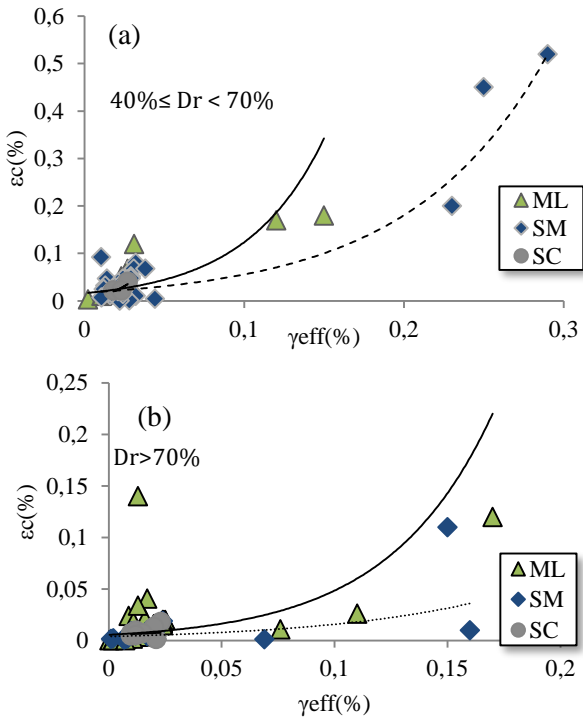 (a)
0,6
0,5
40%≤ Dr < 70%
0,4
εc(%)
0,3
ML
0,2
SM
0,1
SC
0
0 0,1 0,2 0,3
γeff(%)
0,25
(b)
0,2
Dr>70%
0,15
εc(%)
0,1
ML
SM
0,05
SC
0
0 0,05 0,1 0,15 0,2
γeff(%)